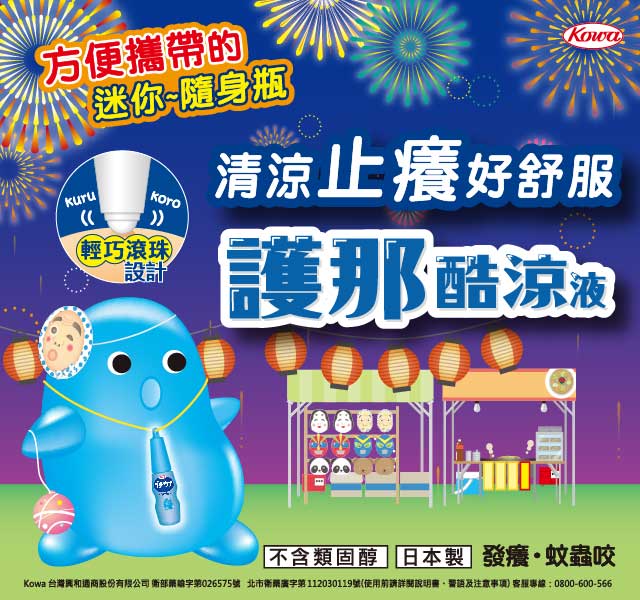 方便攜帶的
迷你~隨身瓶
Kowa
清涼止癢好舒服
kuru koro
輕巧滾珠
設計
護那酷涼液
不含類固醇 日本製 發癢・蚊蟲咬
Kowa 台灣興和通商股份有限公司 衛部藥輸字第026575號 北市衛藥廣字第112030119號(使用前請詳閱說明書、警語及注意事項) 客服專線：0800-600-566